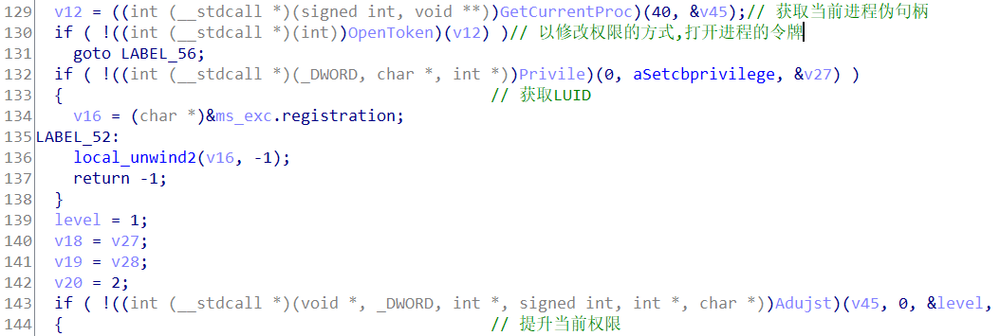 129 v12 = ((int (__stdcall *)(signed int, void **))GetCurrentProc)(40, &v45);// 获取当前进程伪句柄
130 if ( !((int (__stdcall *)(int))OpenToken)(v12) )// 以修改权限的方式,打开进程的令牌
131 goto LABEL_56;
132 if ( !((int (__stdcall *)(_DWORD, char *, int *))Privile)(0, aSetcbprivilege, &v27) )
133 { // 获取LUID
134 v16 = (char *)&ms_exc.registration;
135 LABEL_52:
136 local_unwind2(v16, -1);
137 return -1;
138 }
139 level = 1;
140 v18 = v27;
141 v19 = v28;
142 v20 = 2;
143 if ( !((int (__stdcall *)(void *, _DWORD, int *, signed int, int *, char *))Adujst)(v45, 0, &level,
144 { // 提升当前权限